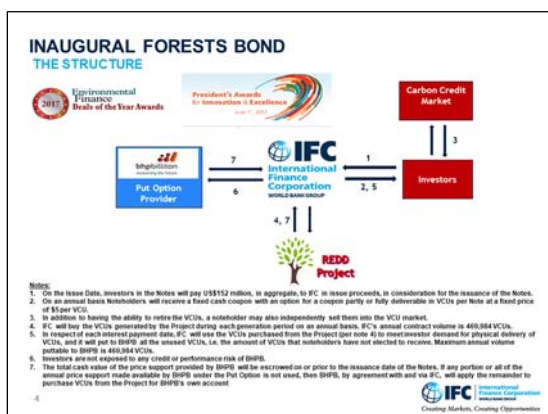 INAUGURAL FORESTS BOND
THE STRUCTURE
2017
Environmental
Finance
Deals of the Year Awards
President's Awards
for Innovation & Excellence
Carbon Credit
Market
bhpbilliton
Put Option
Provider
7
6
IFC
International
Finance
Corporation
WORLD BANK GROUP
1
2, 5
3
Investors
4, 7
REDD
Project
Notes:
1. On the Issue Date, investors in the Notes will pay US$152 million, in aggregate, to IFC in issue proceeds, in consideration for the issuance of the Notes.
2. On an annual basis Noteholders will receive a fixed cash coupon with an option for a coupon partly or fully deliverable in VCUs per Note at a fixed price
of $5 per VCU.
3. In addition to having the ability to retire the VCUs, a noteholder may also independently sell them into the VCU market.
4. IFC will buy the VCUs generated by the Project during each generation period on an annual basis. IFC's annual contract volume is 469,984 VCUs.
5. In respect of each interest payment date, IFC will use the VCUs purchased from the Project (per note 4) to meet investor demand for physical delivery of
VCUs, and it will put to BHPB all the unused VCUs, i.e. the amount of VCUs that noteholders have not elected to receive. Maximum annual volume
puttable to BHPB is 469,984 VCUs.
6. Investors are not exposed to any credit or performance risk of BHPB.
7. The total cash value of the price support provided by BHPB will be escrowed on or prior to the issuance date of the Notes. If any portion or all of the
annual price support made available by BHPB under the Put Option is not used, then BHPB, by agreement with and via IFC, will apply the remainder to
purchase VCUs from the Project for BHPB's own account
4
IFC
International
Finance Corporation
WORLD BANK GROUP
Creating Markets, Creating Opportunities